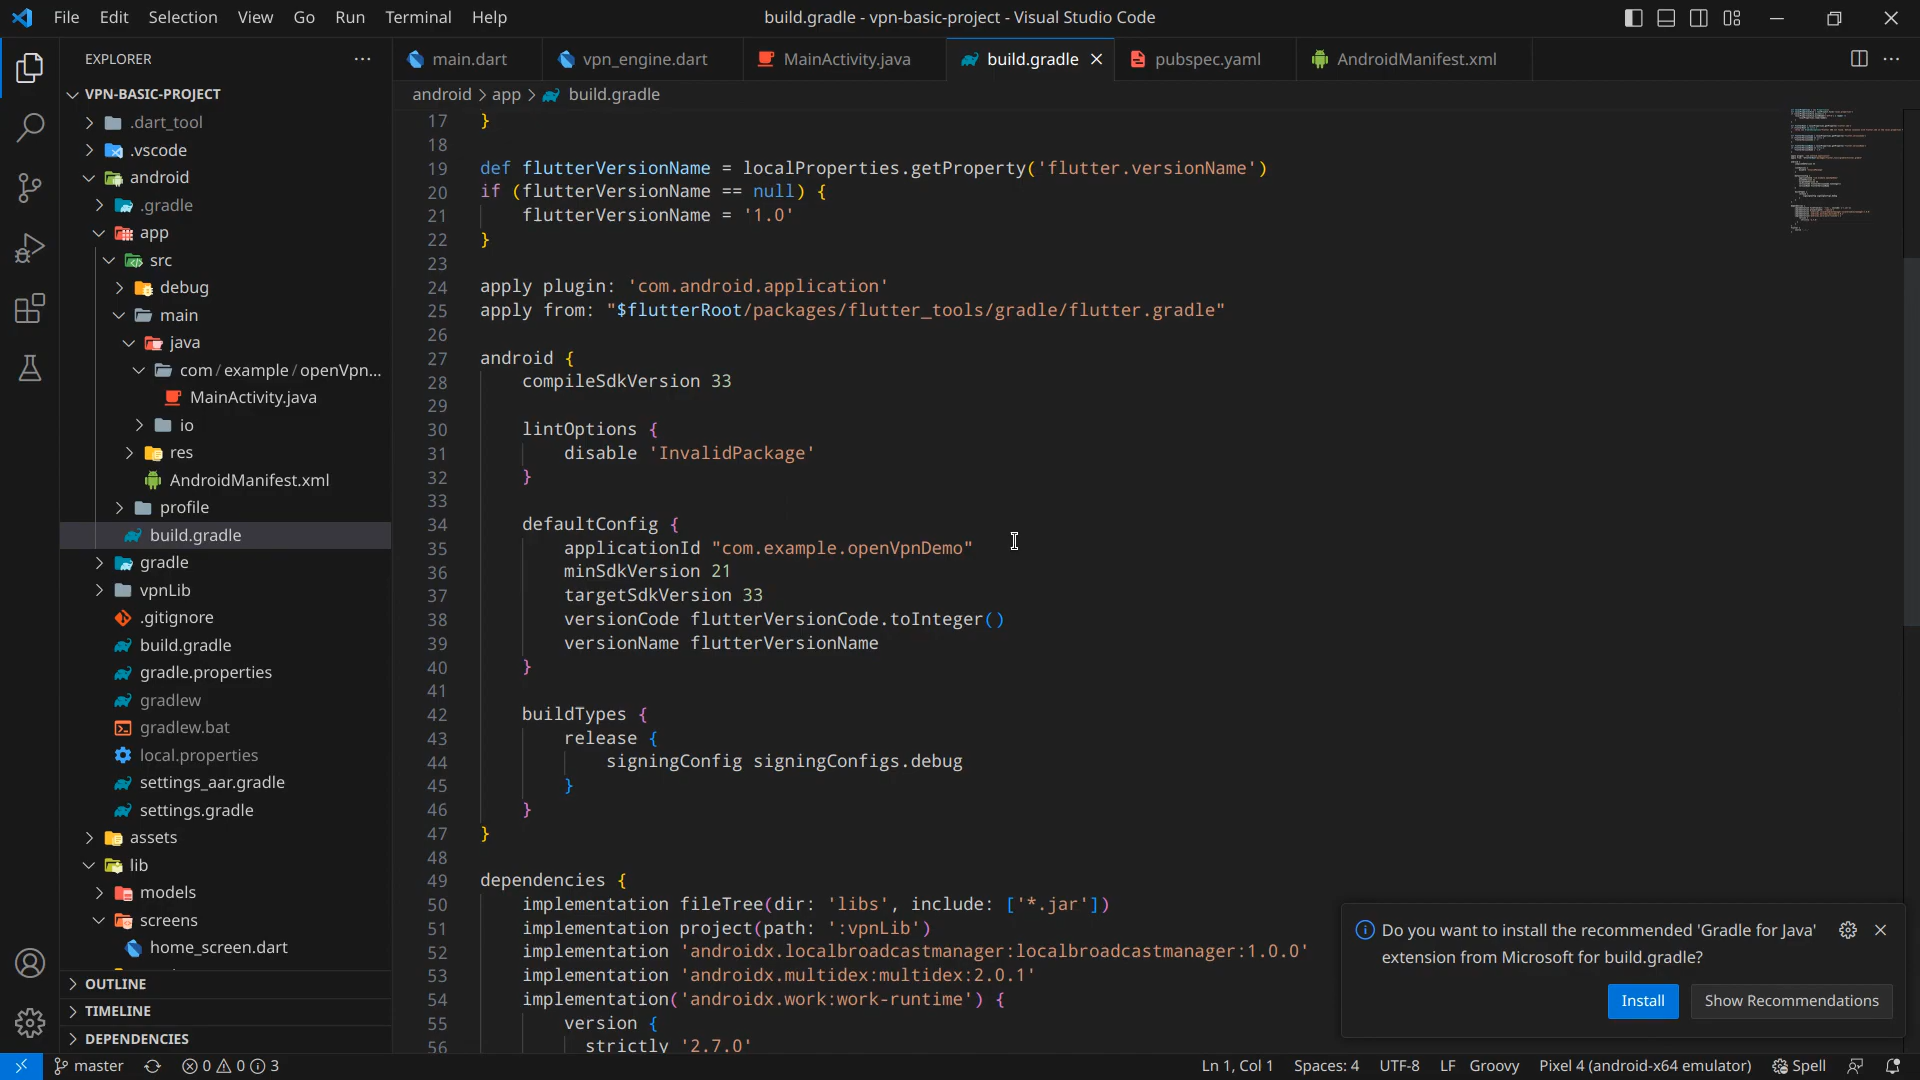 File Edit Selection View Go Run Terminal Help
build.gradle - vpn-basic-project - Visual Studio Code
EXPLORER
VPN-BASIC-PROJECT
.dart_tool
.vscode
android
.gradle
app
src
debug
main
java
com/example/openVpn...
MainActivity.java
io
res
AndroidManifest.xml
profile
build.gradle
gradle
vpnLib
.gitignore
build.gradle
gradle.properties
gradlew
gradlew.bat
local.properties
settings_aar.gradle
settings.gradle
assets
lib
models
screens
home_screen.dart
OUTLINE
TIMELINE
DEPENDENCIES
main.dart vpn_engine.dart MainActivity.java build.gradle pubspec.yaml AndroidManifest.xml
android > app > build.gradle
17 }
18
19 def flutterVersionName = localProperties.getProperty('flutter.versionName')
20 if (flutterVersionName == null) {
21 flutterVersionName = '1.0'
22 }
23
24 apply plugin: 'com.android.application'
25 apply from: "$flutterRoot/packages/flutter_tools/gradle/flutter.gradle"
26
27 android {
28 compileSdkVersion 33
29
30 lintOptions {
31 disable 'InvalidPackage'
32 }
33
34 defaultConfig {
35 applicationId "com.example.openVpnDemo"
36 minSdkVersion 21
37 targetSdkVersion 33
38 versionCode flutterVersionCode.toInteger()
39 versionName flutterVersionName
40 }
41
42 buildTypes {
43 release {
44 signingConfig signingConfigs.debug
45 }
46 }
47 }
48
49 dependencies {
50 implementation fileTree(dir: 'libs', include: ['*.jar'])
51 implementation project(path: ':vpnLib')
52 implementation 'androidx.localbroadcastmanager:localbroadcastmanager:1.0.0'
53 implementation 'androidx.multidex:multidex:2.0.1'
54 implementation('androidx.work:work-runtime') {
55 version {
56 strictly '2.7.0'
Do you want to install the recommended 'Gradle for Java'
extension from Microsoft for build.gradle?
Install Show Recommendations
master 0 0 3 Ln 1, Col 1 Spaces: 4 UTF-8 LF Groovy Pixel 4 (android-x64 emulator) Spell